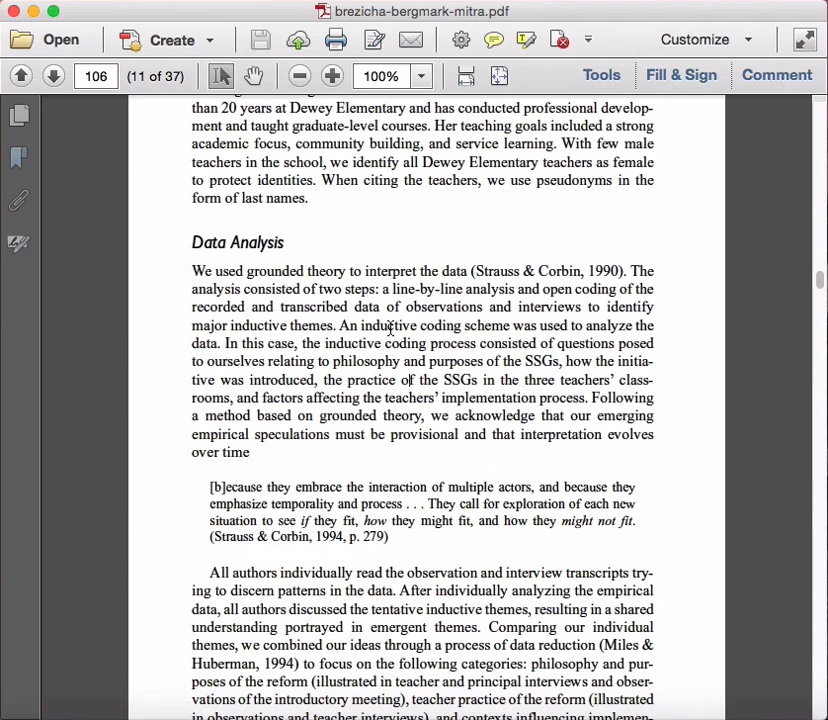 brezicha-bergmark-mitra.pdf
Open Create Customize
106 (11 of 37) 100% Tools Fill & Sign Comment
than 20 years at Dewey Elementary and has conducted professional develop-
ment and taught graduate-level courses. Her teaching goals included a strong
academic focus, community building, and service learning. With few male
teachers in the school, we identify all Dewey Elementary teachers as female
to protect identities. When citing the teachers, we use pseudonyms in the
form of last names.
Data Analysis
We used grounded theory to interpret the data (Strauss & Corbin, 1990). The
analysis consisted of two steps: a line-by-line analysis and open coding of the
recorded and transcribed data of observations and interviews to identify
major inductive themes. An inductive coding scheme was used to analyze the
data. In this case, the inductive coding process consisted of questions posed
to ourselves relating to philosophy and purposes of the SSGs, how the initia-
tive was introduced, the practice of the SSGs in the three teachers' class-
rooms, and factors affecting the teachers' implementation process. Following
a method based on grounded theory, we acknowledge that our emerging
empirical speculations must be provisional and that interpretation evolves
over time
[b]ecause they embrace the interaction of multiple actors, and because they
emphasize temporality and process . . . They call for exploration of each new
situation to see if they fit, how they might fit, and how they might not fit.
(Strauss & Corbin, 1994, p. 279)
All authors individually read the observation and interview transcripts try-
ing to discern patterns in the data. After individually analyzing the empirical
data, all authors discussed the tentative inductive themes, resulting in a shared
understanding portrayed in emergent themes. Comparing our individual
themes, we combined our ideas through a process of data reduction (Miles &
Huberman, 1994) to focus on the following categories: philosophy and pur-
poses of the reform (illustrated in teacher and principal interviews and obser-
vations of the introductory meeting), teacher practice of the reform (illustrated
in observations and teacher interviews), and contexts influencing implemen-